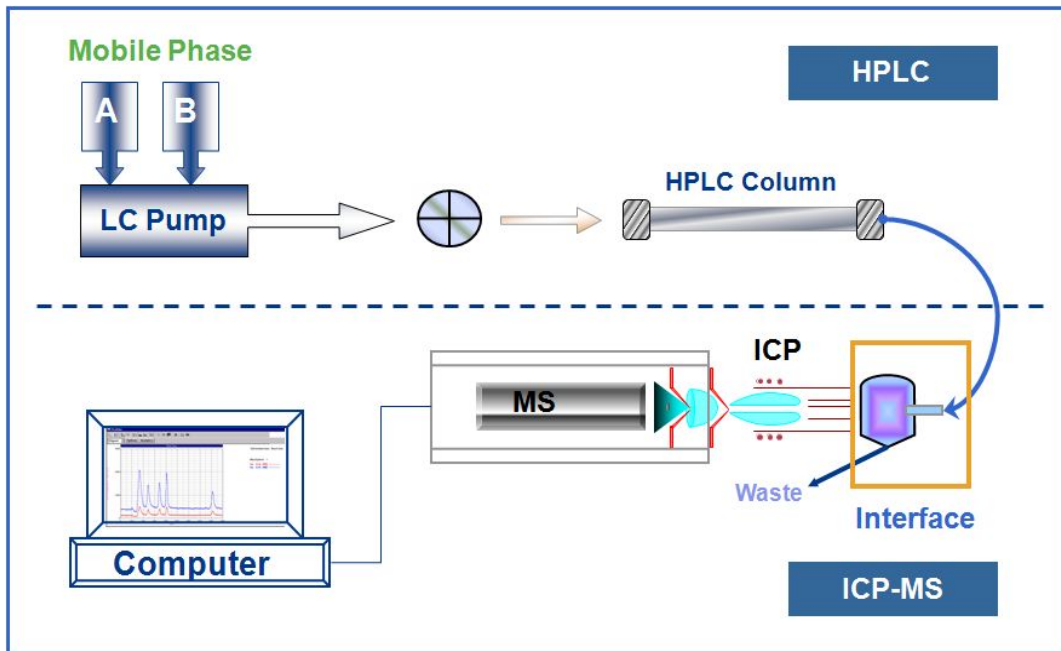 Mobile Phase
HPLC
A B
LC Pump
HPLC Column
ICP
MS
Waste
Interface
Computer
ICP-MS